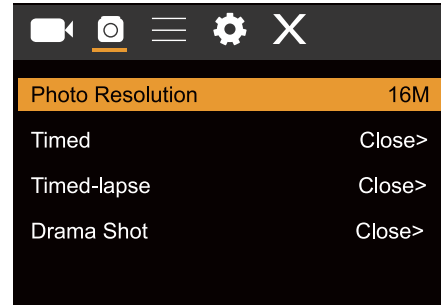 Photo Resolution 16M
Timed Close>
Timed-lapse Close>
Drama Shot Close>